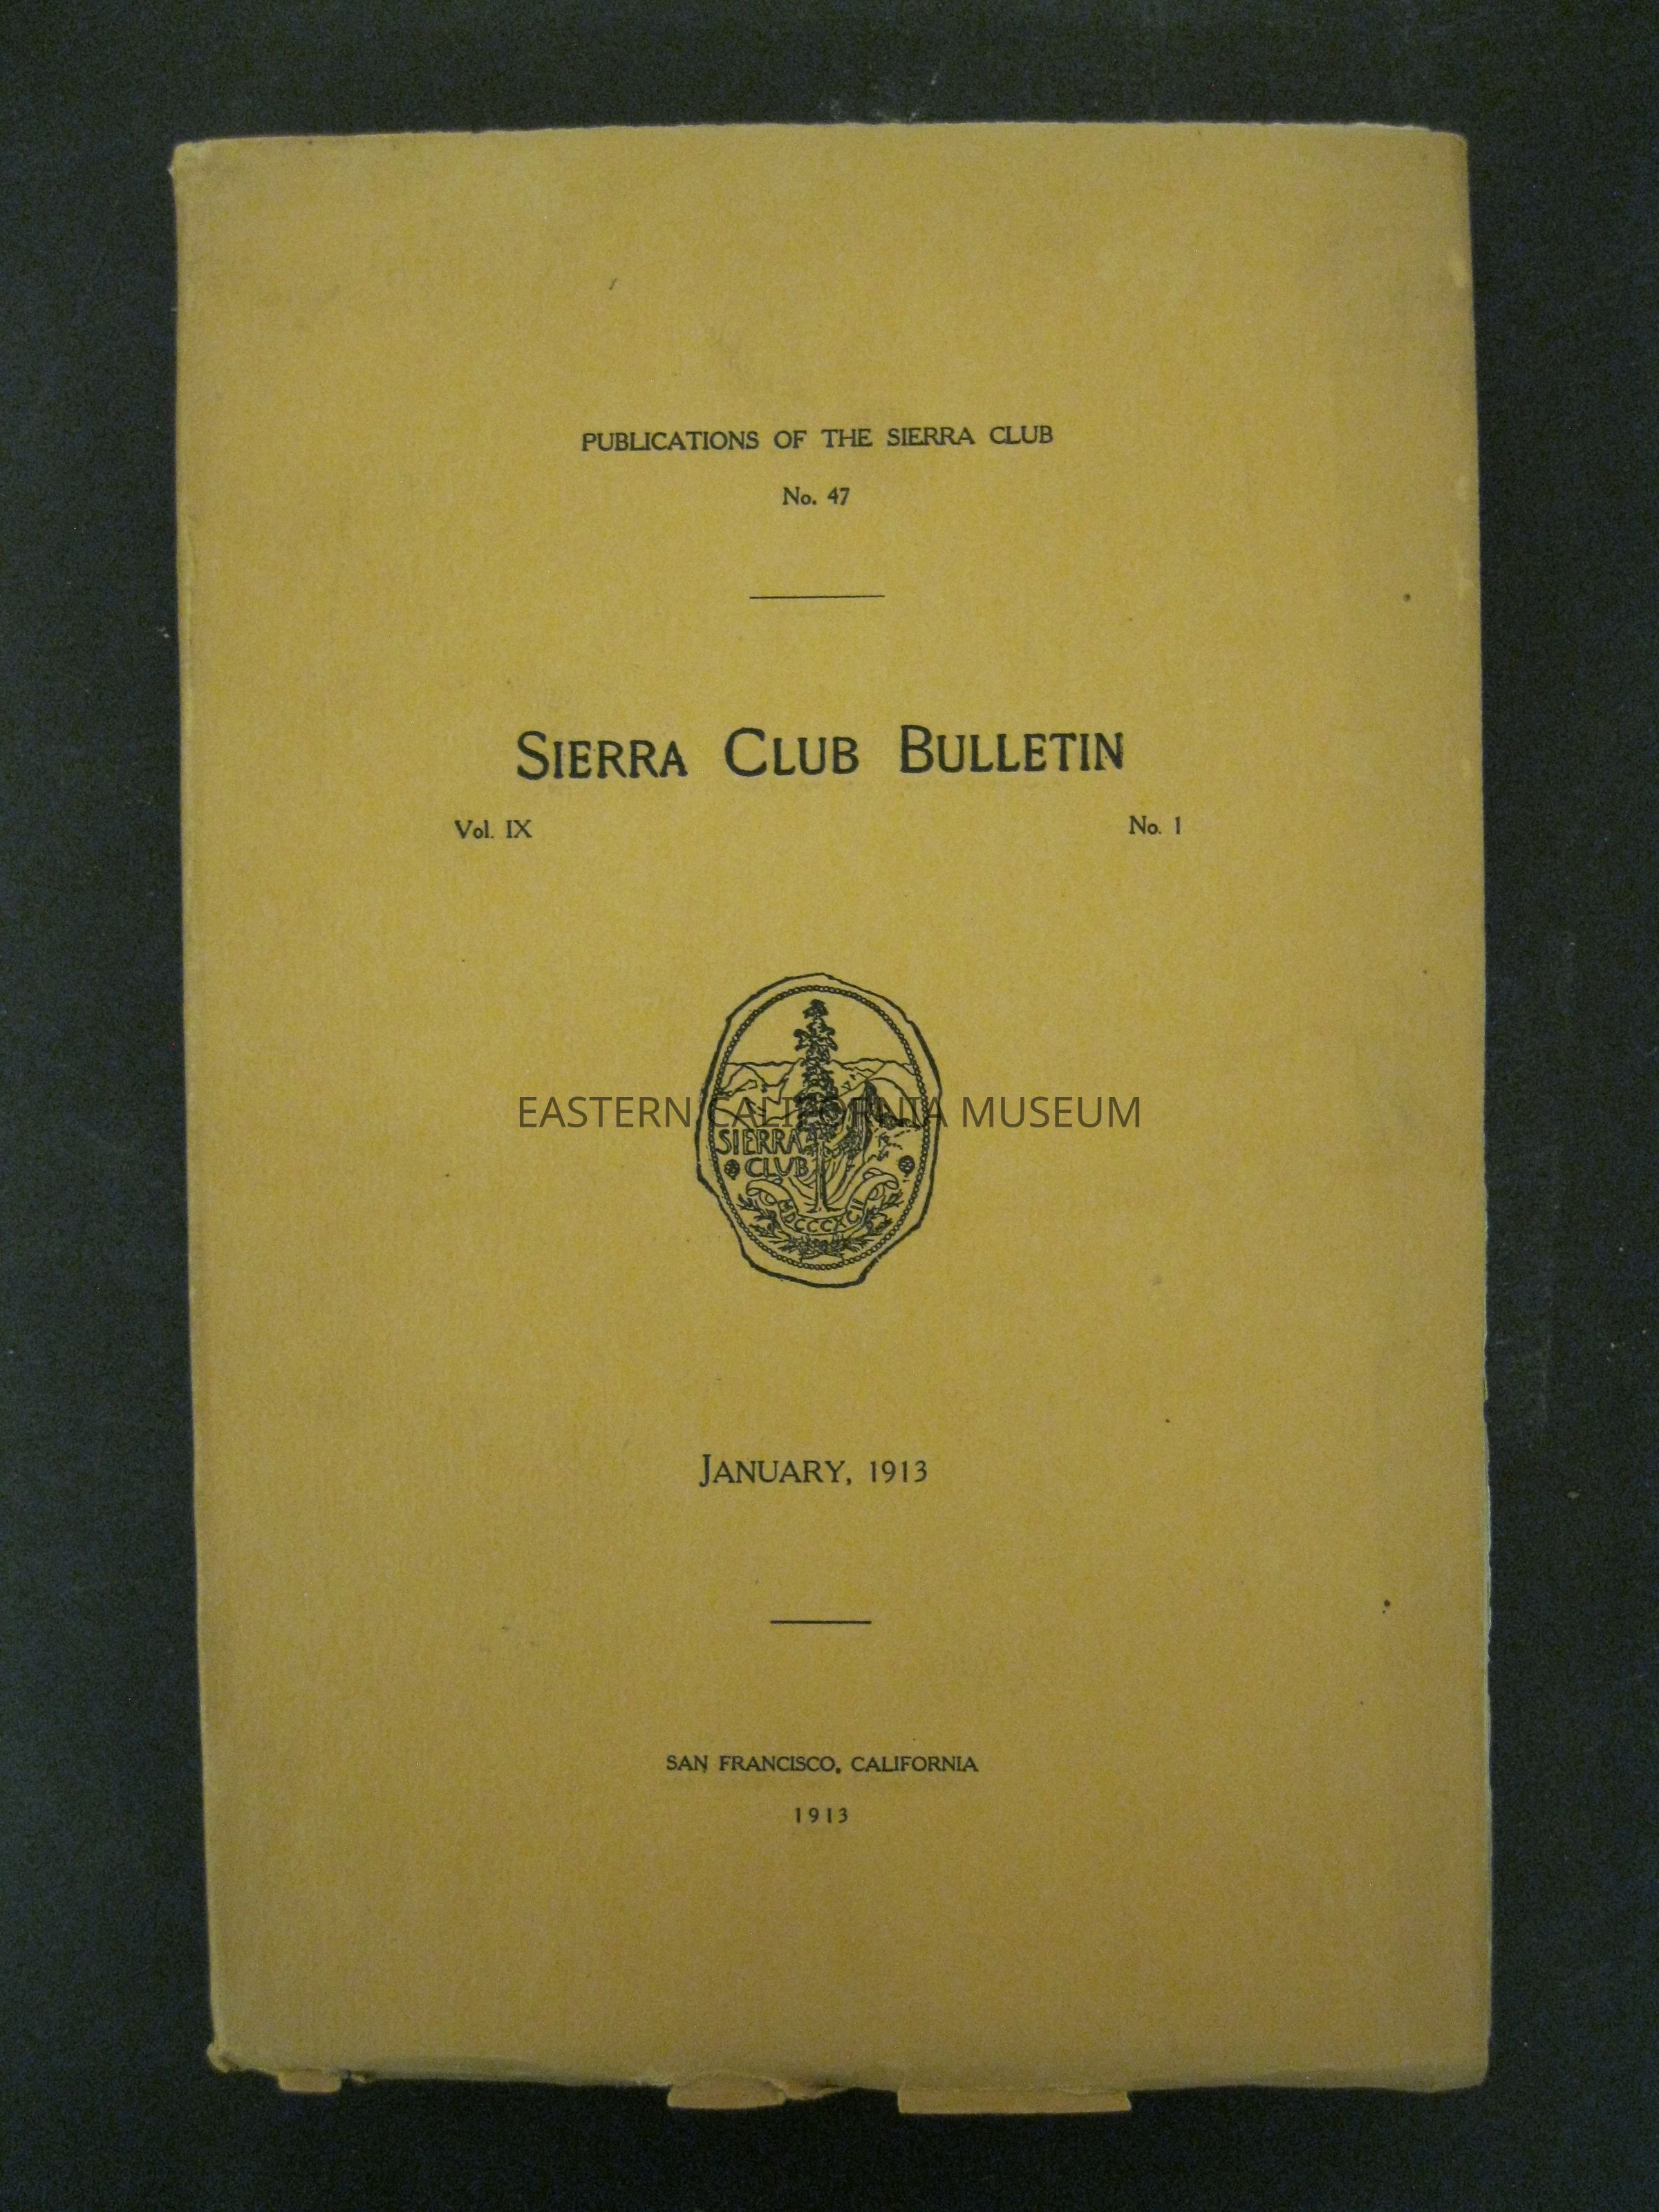 PUBLICATIONS OF THE SIERRA CLUB
No. 47
SIERRA CLUB BULLETIN
Vol. IX No. 1
EASTERN CALIFORNIA MUSEUM
SIERRA
CLUB
MDCCCXCII
JANUARY, 1913
SAN FRANCISCO, CALIFORNIA
1913